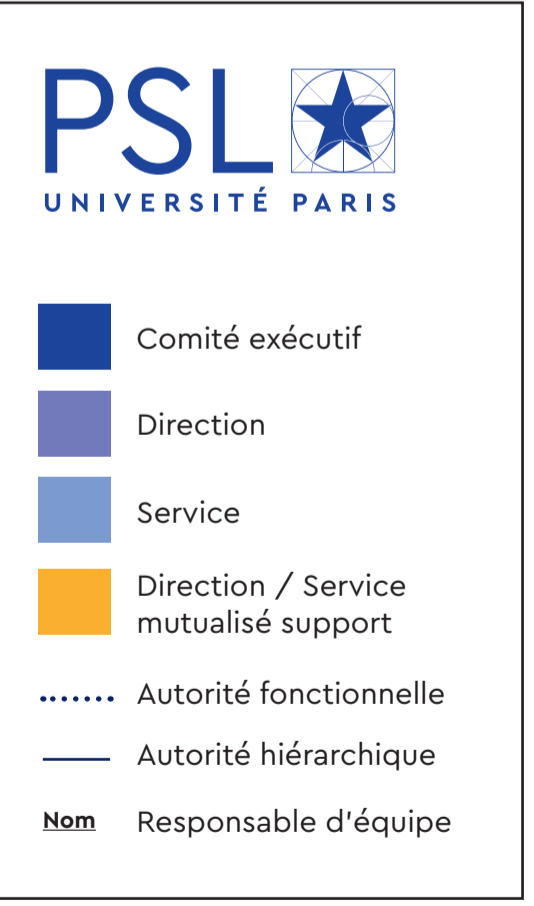 PSL
UNIVERSITÉ PARIS
Comité exécutif
Direction
Service
Direction / Service
mutualisé support
Autorité fonctionnelle
Autorité hiérarchique
Nom Responsable d'équipe